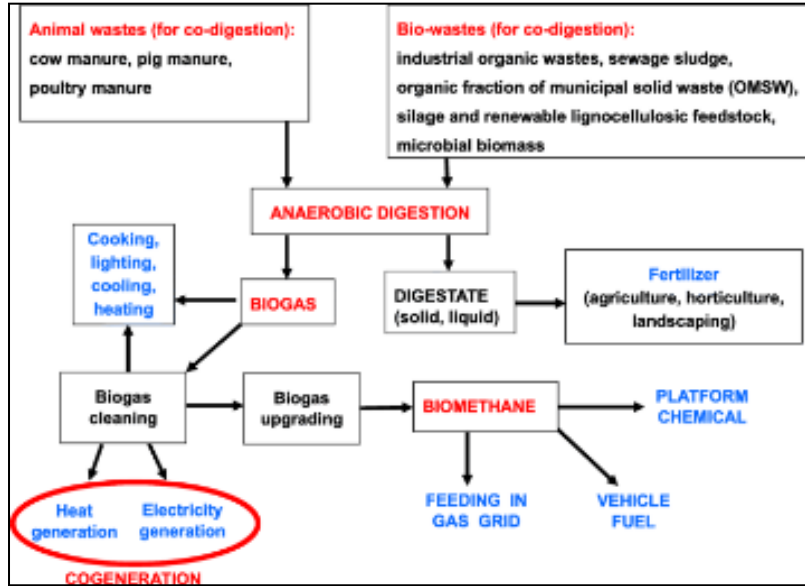 Animal wastes (for co-digestion):
cow manure, pig manure,
poultry manure
Bio-wastes (for co-digestion):
industrial organic wastes, sewage sludge,
organic fraction of municipal solid waste (OMSW),
silage and renewable lignocellulosic feedstock,
microbial biomass
ANAEROBIC DIGESTION
Cooking,
lighting,
cooling,
heating
BIOGAS
DIGESTATE
(solid, liquid)
Fertilizer
(agriculture, horticulture,
landscaping)
Biogas
cleaning
Biogas
upgrading
BIOMETHANE
PLATFORM
CHEMICAL
Heat
generation
Electricity
generation
FEEDING IN
GAS GRID
VEHICLE
FUEL
COGENERATION